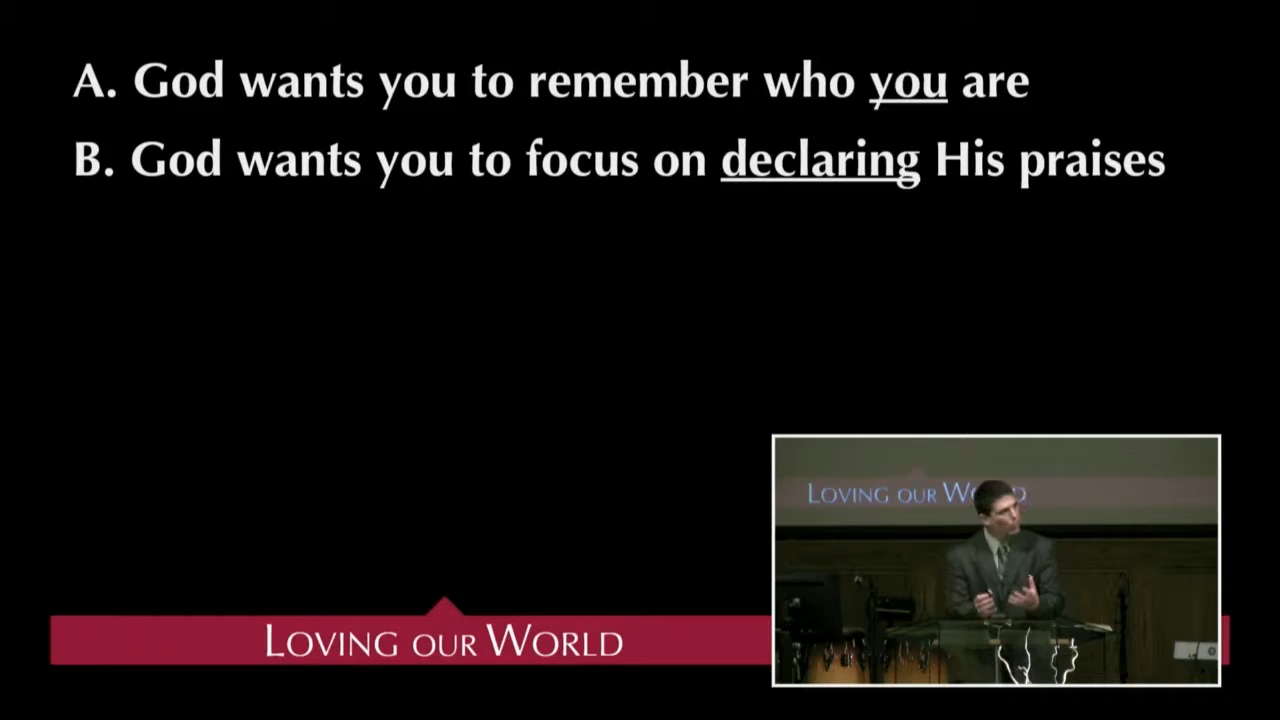 A. God wants you to remember who you are
B. God wants you to focus on declaring His praises
LOVING OUR WORLD
LOVING OUR WORLD